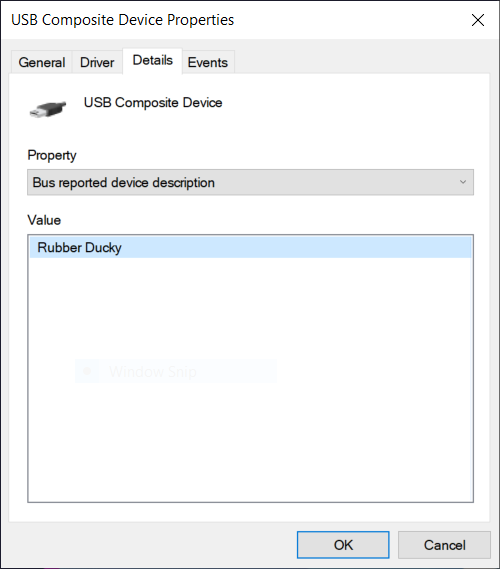 USB Composite Device Properties
General Driver Details Events
USB Composite Device
Property
Bus reported device description
Value
Rubber Ducky
Window Snip
OK Cancel